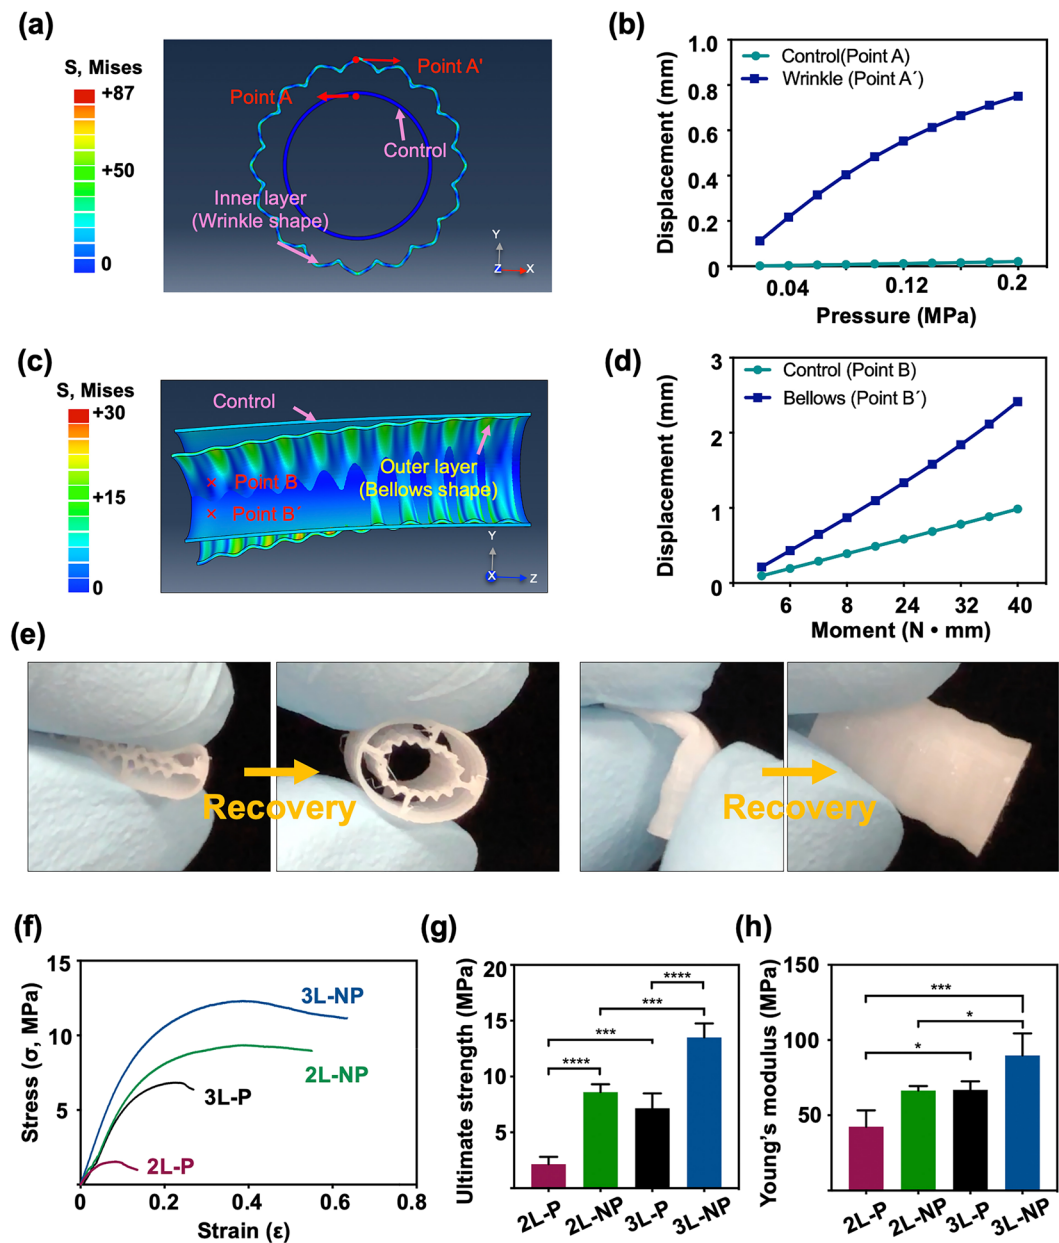 (a)
S, Mises
+87
+50
0
Point A'
Point A
Control
Inner layer
(Wrinkle shape)
Y
Z
X
(b)
Control(Point A)
Wrinkle (Point A´)
Displacement (mm)
1.0
0.8
0.6
0.4
0.2
0
0.04
0.12
0.2
Pressure (MPa)
(c)
S, Mises
+30
+15
0
Control
Point B
Point B´
Outer layer
(Bellows shape)
Y
X
Z
(d)
Control (Point B)
Bellows (Point B´)
Displacement (mm)
3
2
1
0
6
8
24
32
40
Moment (N • mm)
(e)
Recovery
Recovery
(f)
Stress (σ, MPa)
15
10
5
0
0.2
0.4
0.6
0.8
3L-NP
2L-NP
3L-P
2L-P
Strain (ε)
(g)
Ultimate strength (MPa)
20
15
10
5
****
***
***
****
2L-P
2L-NP
3L-P
3L-NP
(h)
Young's modulus (MPa)
150
100
50
***
*
*
2L-P
2L-NP
3L-P
3L-NP